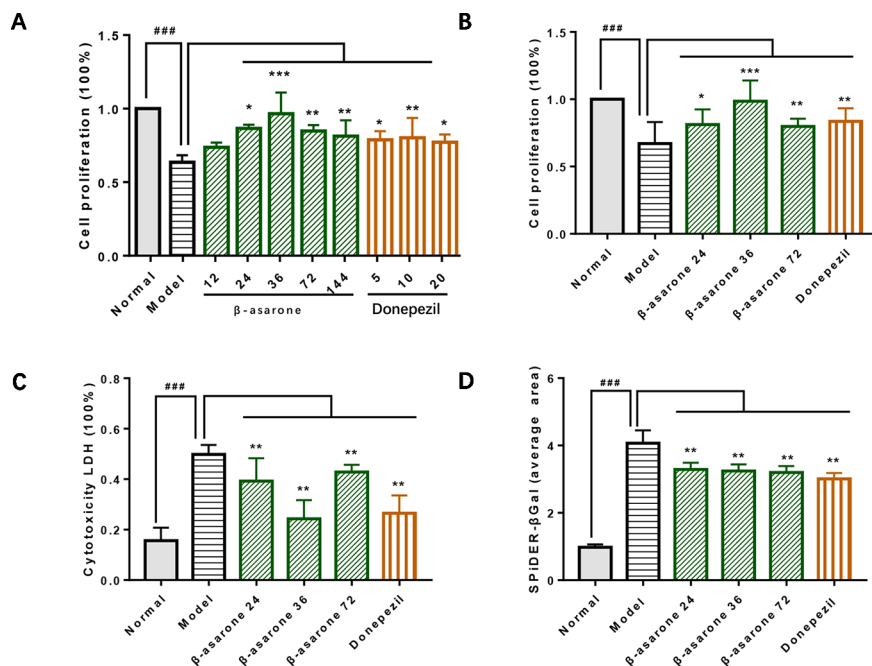 A
Cell proliferation (100%)
1.5
1.0
0.5
0.0
###
* *** ** ** * ** *
Normal Model 12 24 36 72 144 5 10 20
β-asarone Donepezil
B
Cell proliferation (100%)
1.5
1.0
0.5
0.0
###
* *** ** **
Normal Model β-asarone 24 β-asarone 36 β-asarone 72 Donepezil
C
Cytotoxicity LDH (100%)
0.8
0.6
0.4
0.2
0.0
###
** ** ** **
Normal Model β-asarone 24 β-asarone 36 β-asarone 72 Donepezil
D
SPiDER-βGal (average area)
6
4
2
0
###
** ** ** **
Normal Model β-asarone 24 β-asarone 36 β-asarone 72 Donepezil